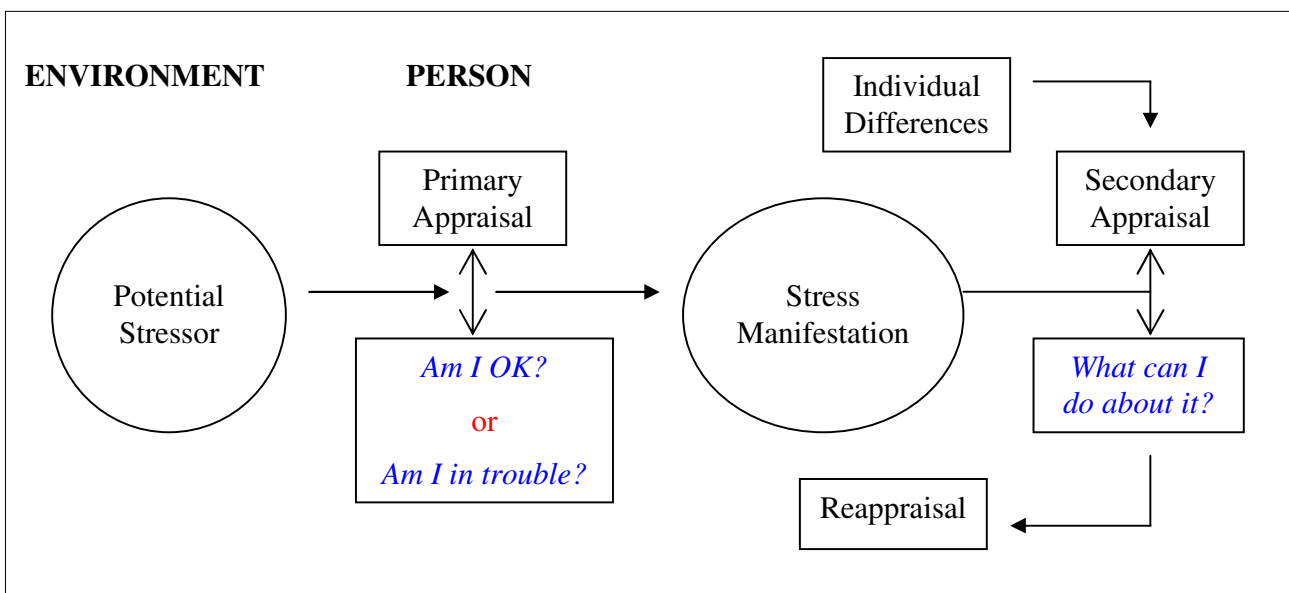 ENVIRONMENT
PERSON
Individual
Differences
Primary
Appraisal
Secondary
Appraisal
Potential
Stressor
Stress
Manifestation
Am I OK?
or
Am I in trouble?
What can I
do about it?
Reappraisal